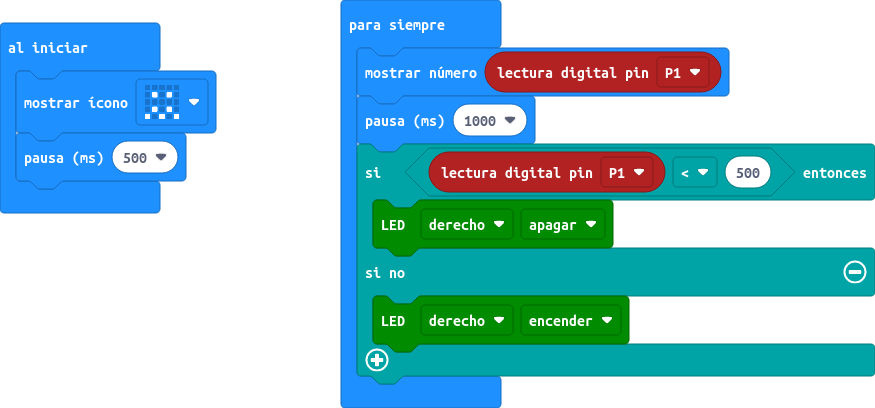 al iniciar
mostrar ícono
pausa (ms) 500
para siempre
mostrar número lectura digital pin P1
pausa (ms) 1000
si lectura digital pin P1 < 500 entonces
LED derecho apagar
si no
LED derecho encender